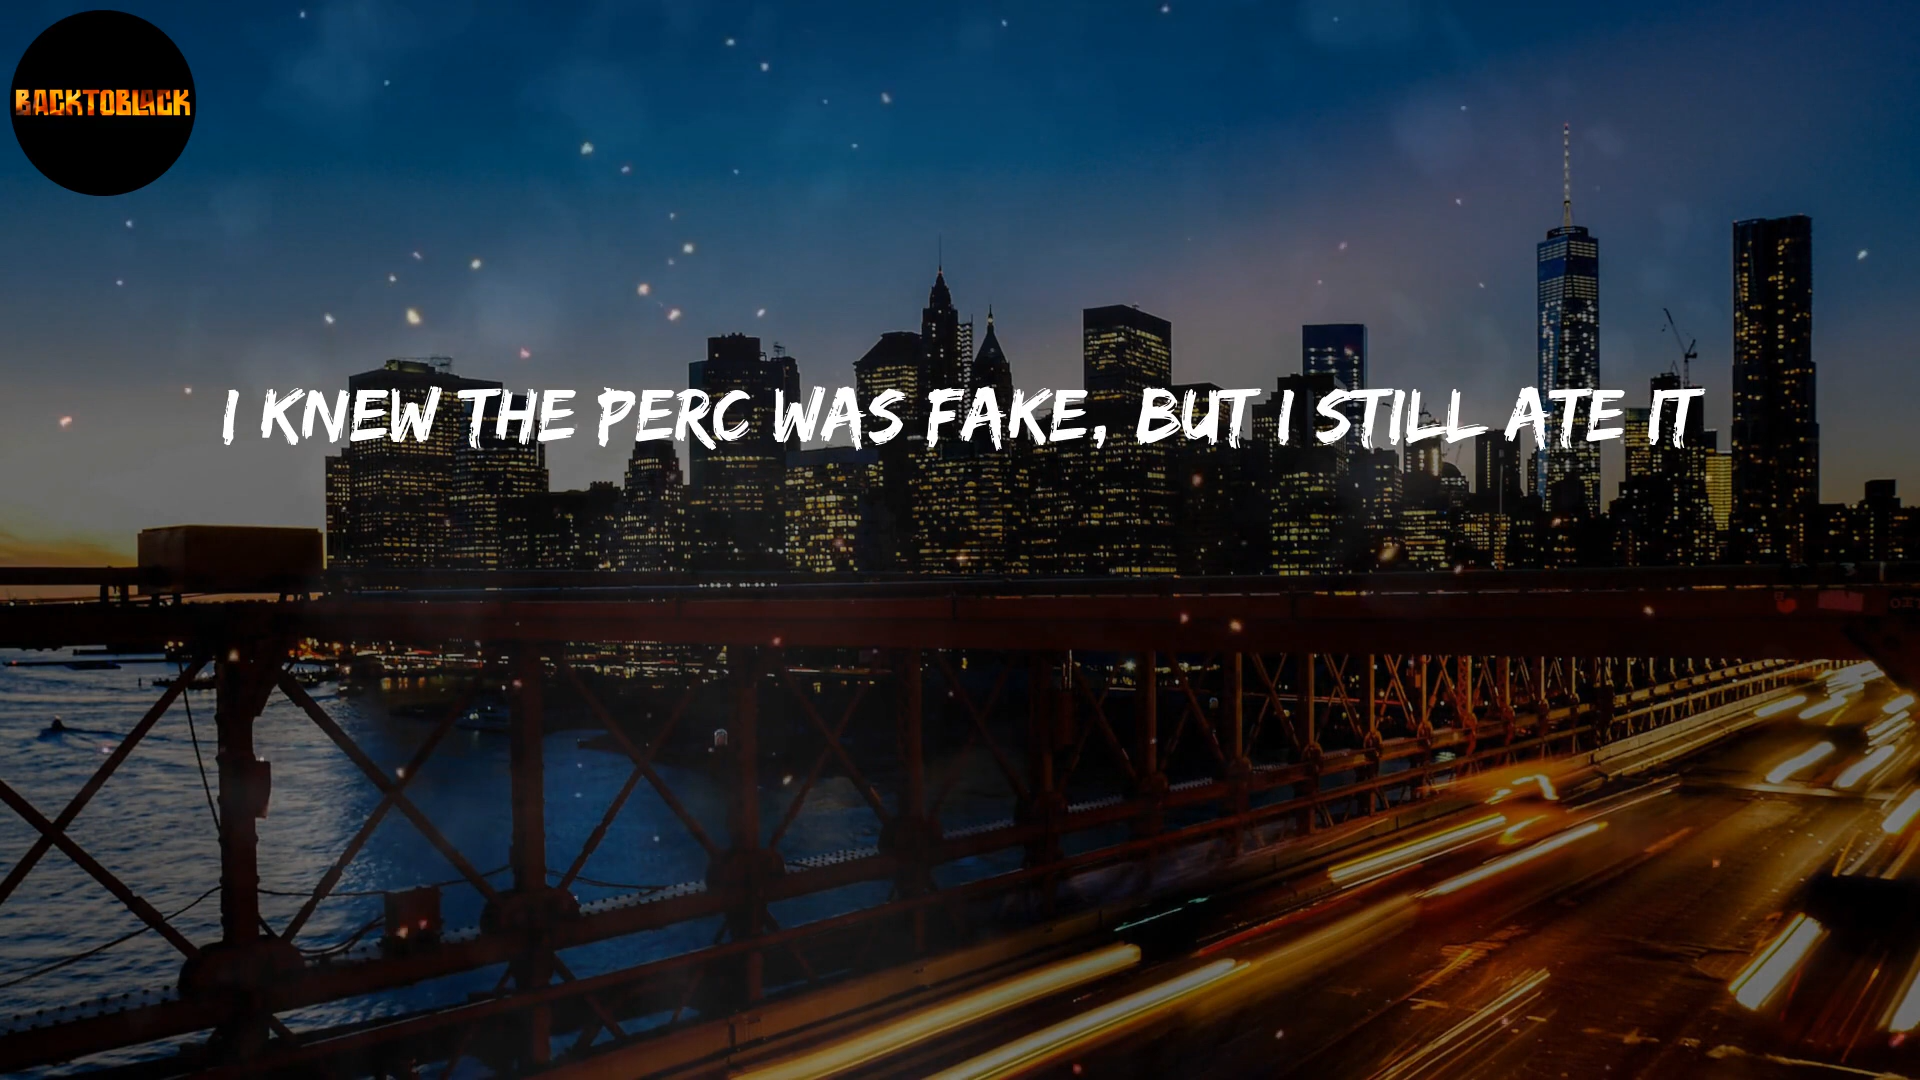 BACKTOBLACK
I KNEW THE PERC WAS FAKE, BUT I STILL ATE IT